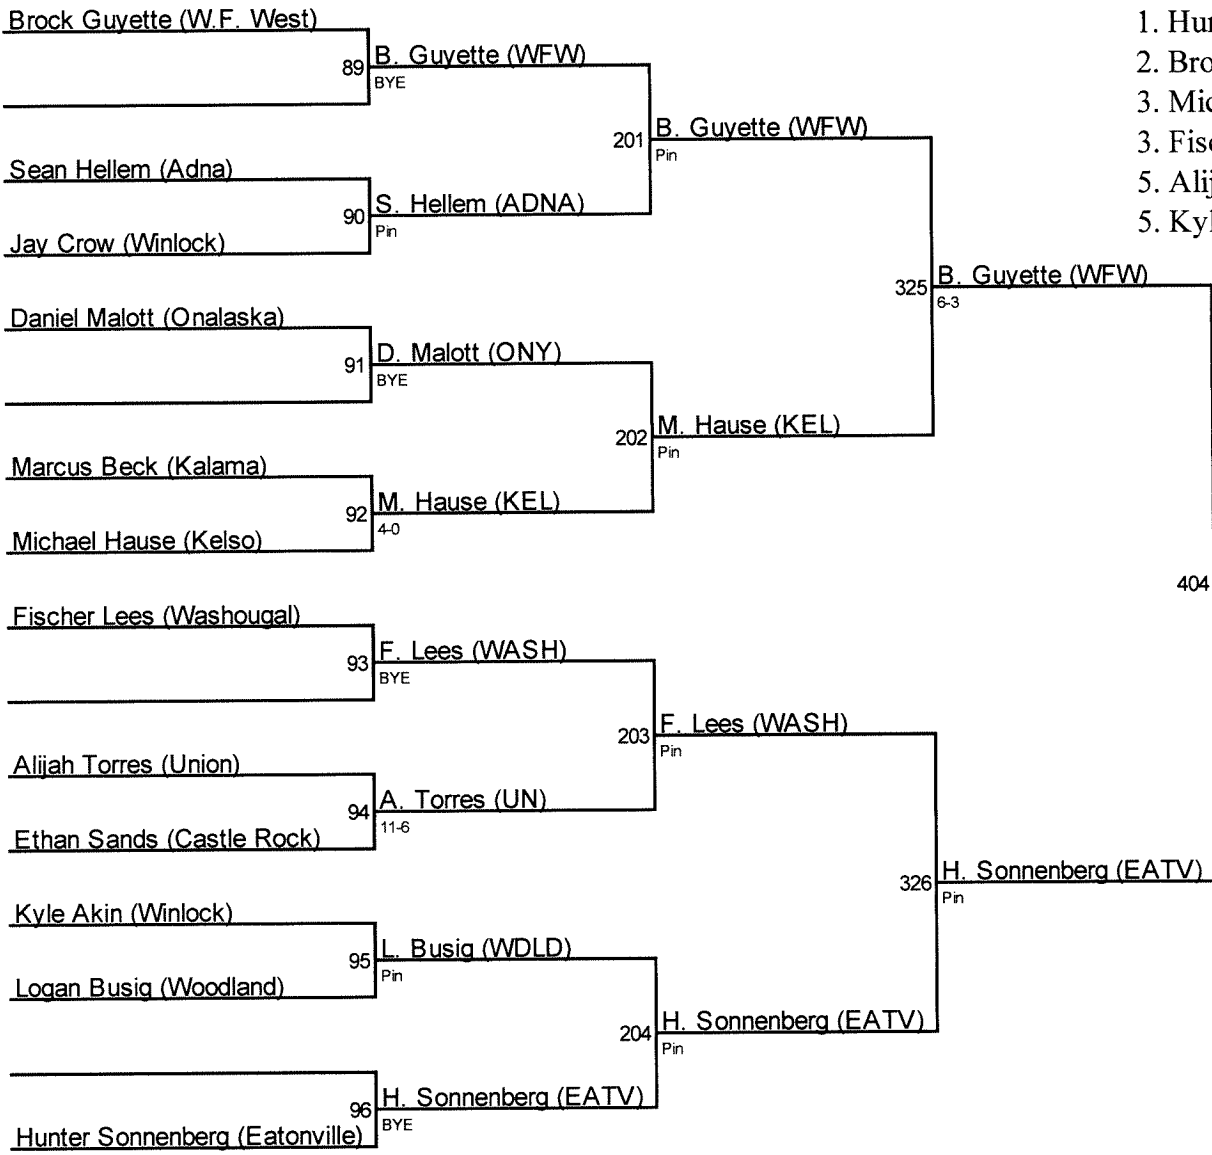 Brock Guyette (W.F. West)
89
B. Guyette (WFW)
BYE
201
B. Guyette (WFW)
Pin
Sean Hellem (Adna)
90
S. Hellem (ADNA)
Pin
Jay Crow (Winlock)
325
B. Guyette (WFW)
6-3
Daniel Malott (Onalaska)
91
D. Malott (ONY)
BYE
202
M. Hause (KEL)
Pin
Marcus Beck (Kalama)
92
M. Hause (KEL)
4-0
Michael Hause (Kelso)
404
Fischer Lees (Washougal)
93
F. Lees (WASH)
BYE
203
F. Lees (WASH)
Pin
Alijah Torres (Union)
94
A. Torres (UN)
11-6
Ethan Sands (Castle Rock)
326
H. Sonnenberg (EATV)
Pin
Kyle Akin (Winlock)
95
L. Busig (WDLD)
Pin
Logan Busig (Woodland)
204
H. Sonnenberg (EATV)
Pin
96
H. Sonnenberg (EATV)
BYE
Hunter Sonnenberg (Eatonville)
1.
2. Bro
3. Mic
3.
5.
5.